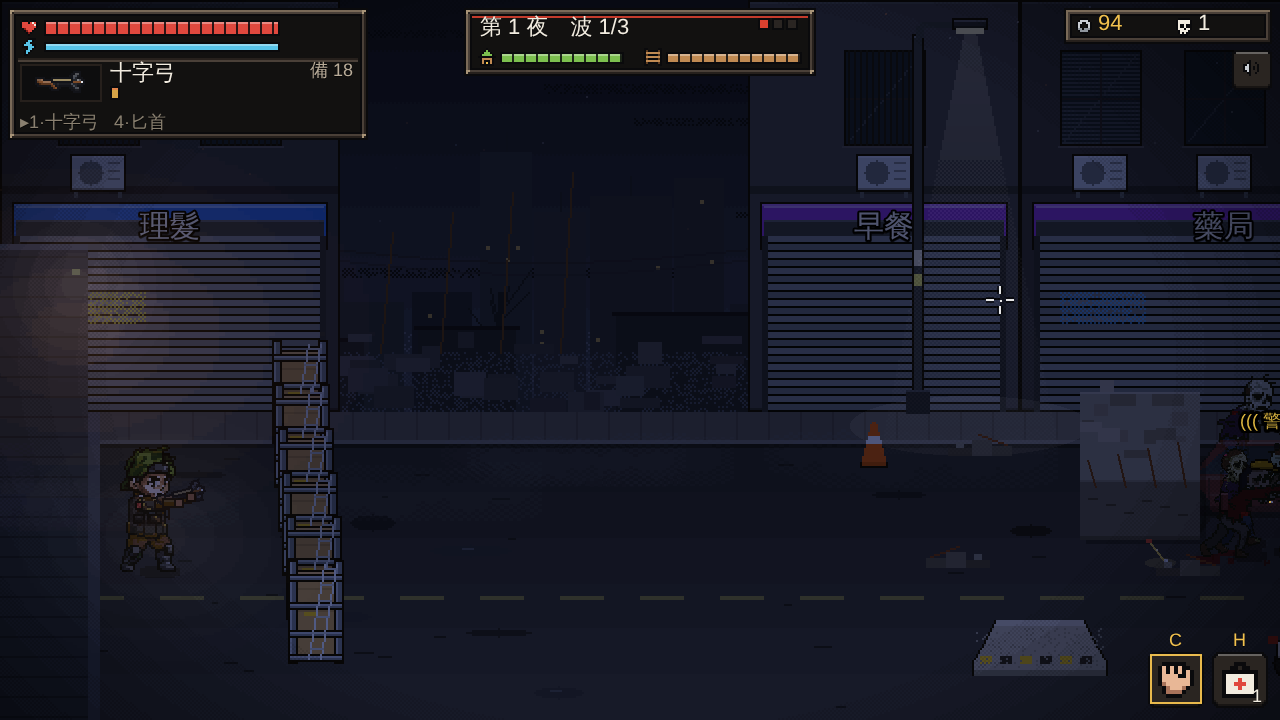 第 1 夜　波 1/3
94
1
十字弓
備 18
▸1·十字弓 4·匕首
理髮
早餐
藥局
((( 警
C
H
1